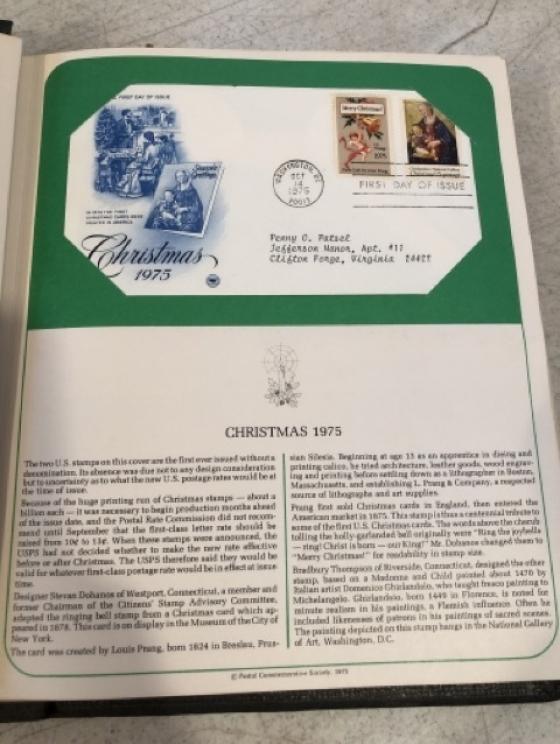 FIRST DAY OF ISSUE
Merry Christmas!
Christmas
1975
WASHINGTON, DC
OCT
14
1975
FIRST DAY OF ISSUE
Penny C. Patsel
Jefferson Manor, Apt. #11
Clifton Forge, Virginia 24422
CHRISTMAS 1975
The two U.S. stamps on this cover are the first ever issued without a
denomination. Its absence was due not to any design consideration
but to uncertainty as to what the new U.S. postage rates would be at
the time of issue.
Because of the huge printing run of Christmas stamps — about a
billion each — it was necessary to begin production months ahead
of the issue date, and the Postal Rate Commission did not recom-
mend until September that the first-class letter rate should be
raised from 10¢ to 13¢. When these stamps were announced, the
USPS had not decided whether to make the new rate effective
before or after Christmas. The USPS therefore said they would be
valid for whatever first-class postage rate would be in effect at issue
time.
Designer Stevan Dohanos of Westport, Connecticut, a member and
former Chairman of the Citizens' Stamp Advisory Committee,
adapted the ringing bell stamp from a Christmas card which ap-
peared in 1878. This card is on display in the Museum of the City of
New York.
The card was created by Louis Prang, born 1824 in Breslau, Prus-
sian Silesia. Beginning at age 13 as an apprentice in dieing and
printing calico, he tried architecture, leather goods, wood engrav-
ing and printing before settling down as a lithographer in Boston,
Massachusetts, and establishing L. Prang & Company, a respected
source of lithographs and art supplies.
Prang first sold Christmas cards in England, then entered the
American market in 1875. This stamp is thus a centennial tribute to
some of the first U.S. Christmas cards. The words above the cherub
tolling the holly-garlanded bell originally were "Ring the joybells
— ring! Christ is born — our King!" Mr. Dohanos changed them to
"Merry Christmas!" for readability in stamp size.
Bradbury Thompson of Riverside, Connecticut, designed the other
stamp, based on a Madonna and Child painted about 1470 by
Italian artist Domenico Ghirlandaio, who taught fresco painting to
Michelangelo. Ghirlandaio, born 1449 in Florence, is noted for
minute realism in his paintings, a Flemish influence. Often he
included likenesses of patrons in his paintings of sacred scenes.
The painting depicted on this stamp hangs in the National Gallery
of Art, Washington, D.C.
© Postal Commemorative Society, 1975